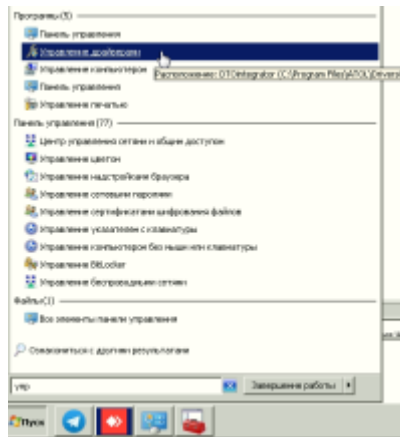 Программы (5)
Панель управления
Управление драйверами
Управление компьютером
Расположение: OTOIntegrator (C:\Program Files\ATOL\Drivers
Панель управления
Управление печатью
Панель управления (77)
Центр управления сетями и общим доступом
Управление цветом
Управление надстройками браузера
Управление сетевыми паролями
Управление сертификатами шифрования файлов
Управление указателем с клавиатуры
Управление компьютером без мыши или клавиатуры
Управление BitLocker
Управление беспроводными сетями
Файлы (1)
Все элементы панели управления
Ознакомиться с другими результатами
упр
Завершение работы
Пуск